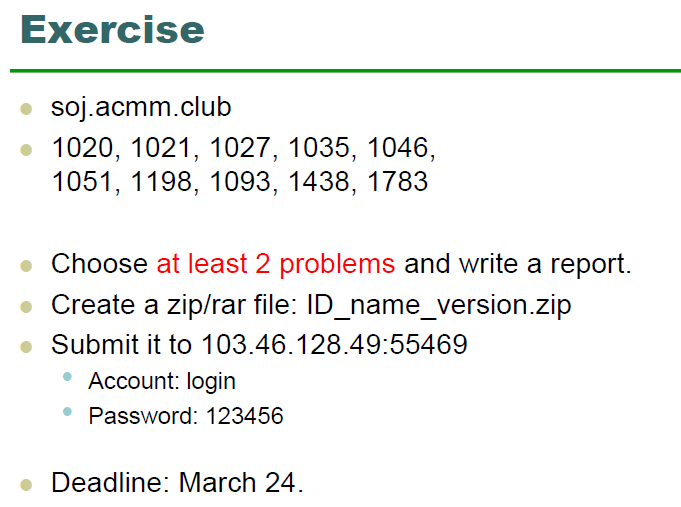 Exercise
soj.acmm.club
1020, 1021, 1027, 1035, 1046,
1051, 1198, 1093, 1438, 1783
Choose at least 2 problems and write a report.
Create a zip/rar file: ID_name_version.zip
Submit it to 103.46.128.49:55469
Account: login
Password: 123456
Deadline: March 24.